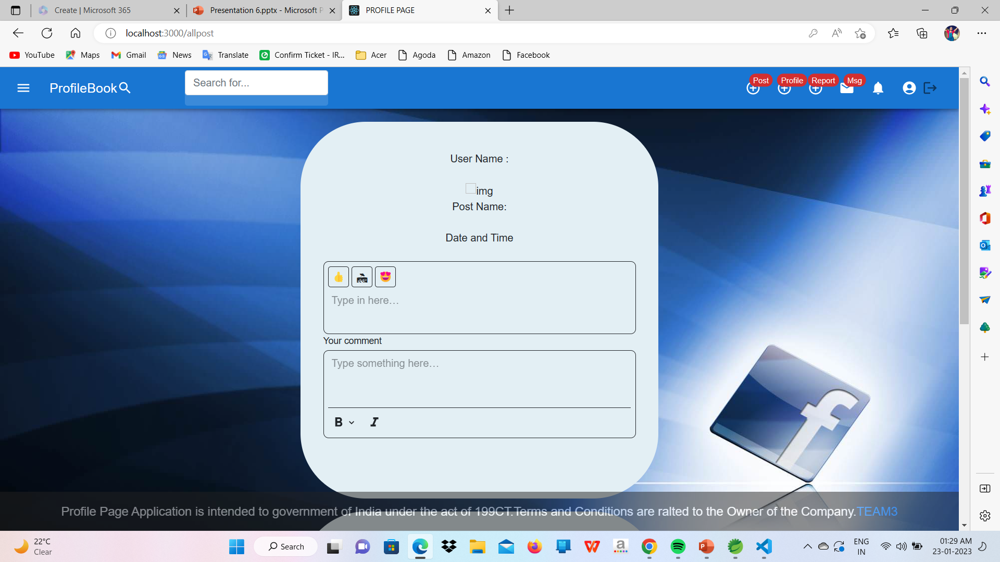 Create | Microsoft 365
Presentation 6.pptx - Microsoft P
PROFILE PAGE
localhost:3000/allpost
YouTube
Maps
Gmail
News
Translate
Confirm Ticket - IR...
Acer
Agoda
Amazon
Facebook
ProfileBook
Search for...
Post
Profile
Report
Msg
User Name :
img
Post Name:
Date and Time
Type in here…
Your comment
Type something here…
B
I
Profile Page Application is intended to government of India under the act of 199CT.Terms and Conditions are ralted to the Owner of the Company.TEAM3
22°C
Clear
Search
ENG
IN
01:29 AM
23-01-2023